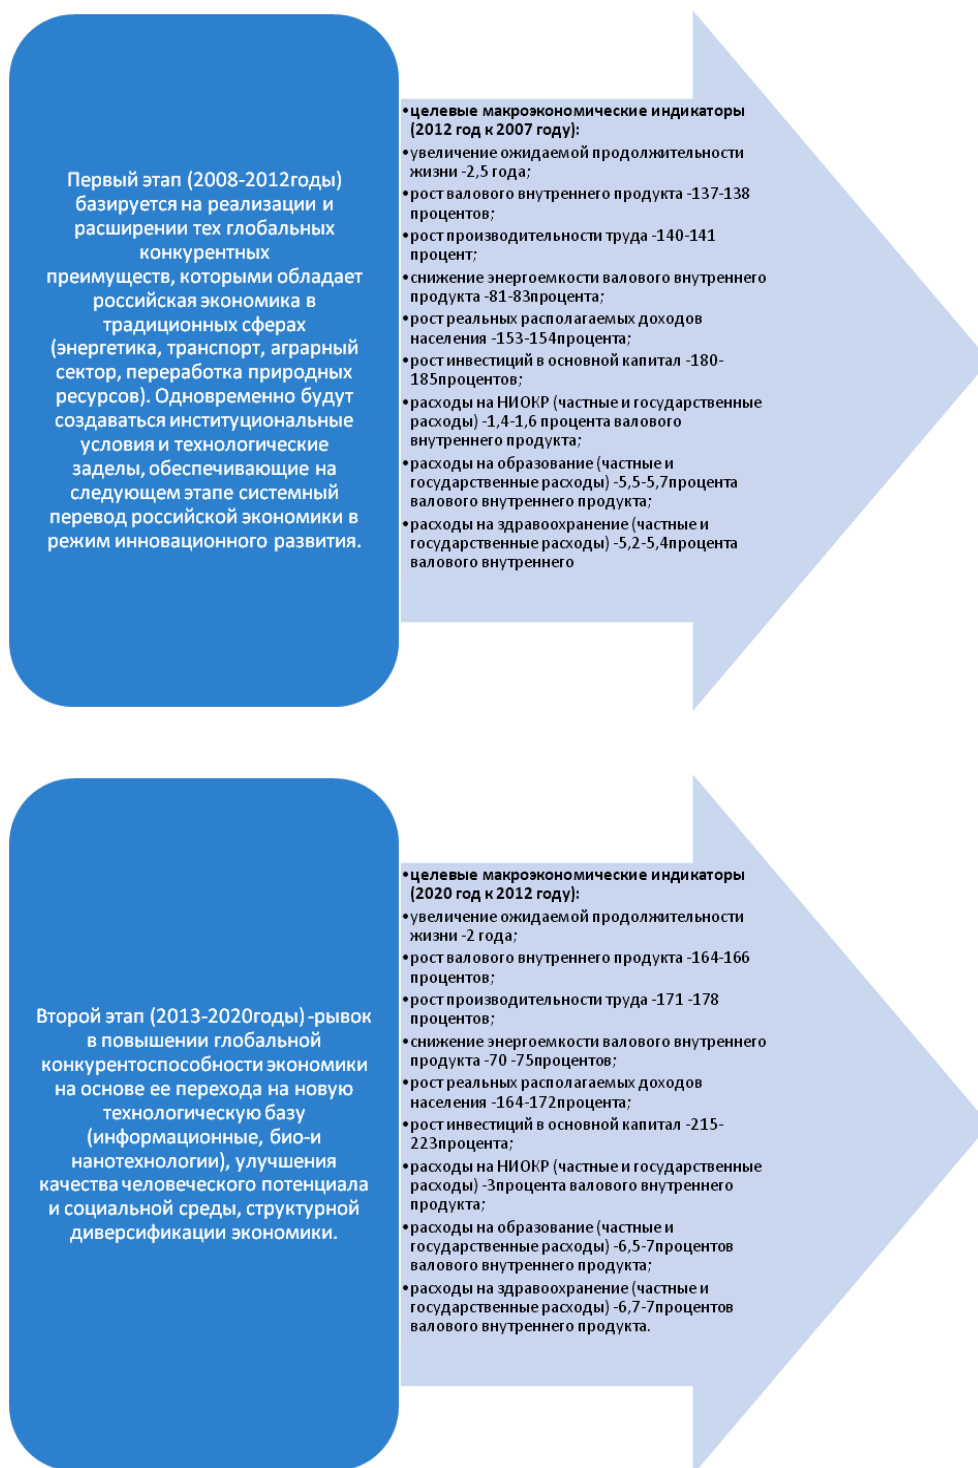 Первый этап (2008-2012годы)
базируется на реализации и
расширении тех глобальных
конкурентных
преимуществ, которыми обладает
российская экономика в
традиционных сферах
(энергетика, транспорт, аграрный
сектор, переработка природных
ресурсов). Одновременно будут
создаваться институциональные
условия и технологические
заделы, обеспечивающие на
следующем этапе системный
перевод российской экономики в
режим инновационного развития.
•целевые макроэкономические индикаторы
(2012 год к 2007 году):
•увеличение ожидаемой продолжительности
жизни -2,5 года;
•рост валового внутреннего продукта -137-138
процентов;
•рост производительности труда -140-141
процент;
•снижение энергоемкости валового внутреннего
продукта -81-83процента;
•рост реальных располагаемых доходов
населения -153-154процента;
•рост инвестиций в основной капитал -180-
185процентов;
•расходы на НИОКР (частные и государственные
расходы) -1,4-1,6 процента валового
внутреннего продукта;
•расходы на образование (частные и
государственные расходы) -5,5-5,7процента
валового внутреннего продукта;
•расходы на здравоохранение (частные и
государственные расходы) -5,2-5,4процента
валового внутреннего
Второй этап (2013-2020годы) -рывок
в повышении глобальной
конкурентоспособности экономики
на основе ее перехода на новую
технологическую базу
(информационные, био-и
нанотехнологии), улучшения
качества человеческого потенциала
и социальной среды, структурной
диверсификации экономики.
•целевые макроэкономические индикаторы
(2020 год к 2012 году):
•увеличение ожидаемой продолжительности
жизни -2 года;
•рост валового внутреннего продукта -164-166
процентов;
•рост производительности труда -171 -178
процентов;
•снижение энергоемкости валового внутреннего
продукта -70 -75процентов;
•рост реальных располагаемых доходов
населения -164-172процента;
•рост инвестиций в основной капитал -215-
223процента;
•расходы на НИОКР (частные и государственные
расходы) -3процента валового внутреннего
продукта;
•расходы на образование (частные и
государственные расходы) -6,5-7процентов
валового внутреннего продукта;
•расходы на здравоохранение (частные и
государственные расходы) -6,7-7процентов
валового внутреннего продукта.